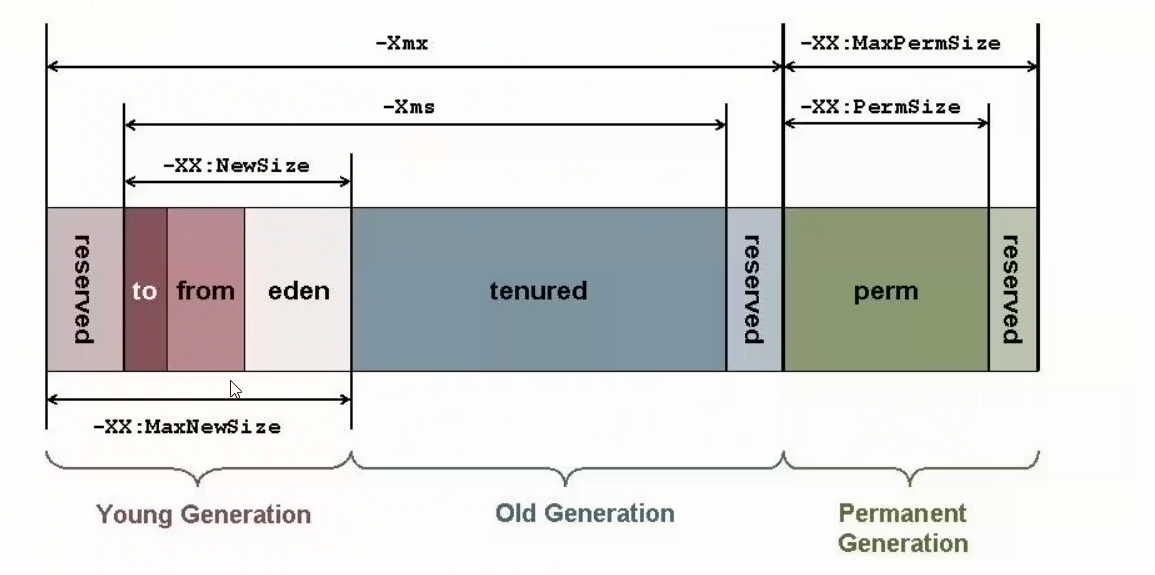 -Xmx
-XX:MaxPermSize
-Xms
-XX:PermSize
-XX:NewSize
reserved
to
from
eden
tenured
reserved
perm
reserved
-XX:MaxNewSize
Young Generation
Old Generation
Permanent
Generation